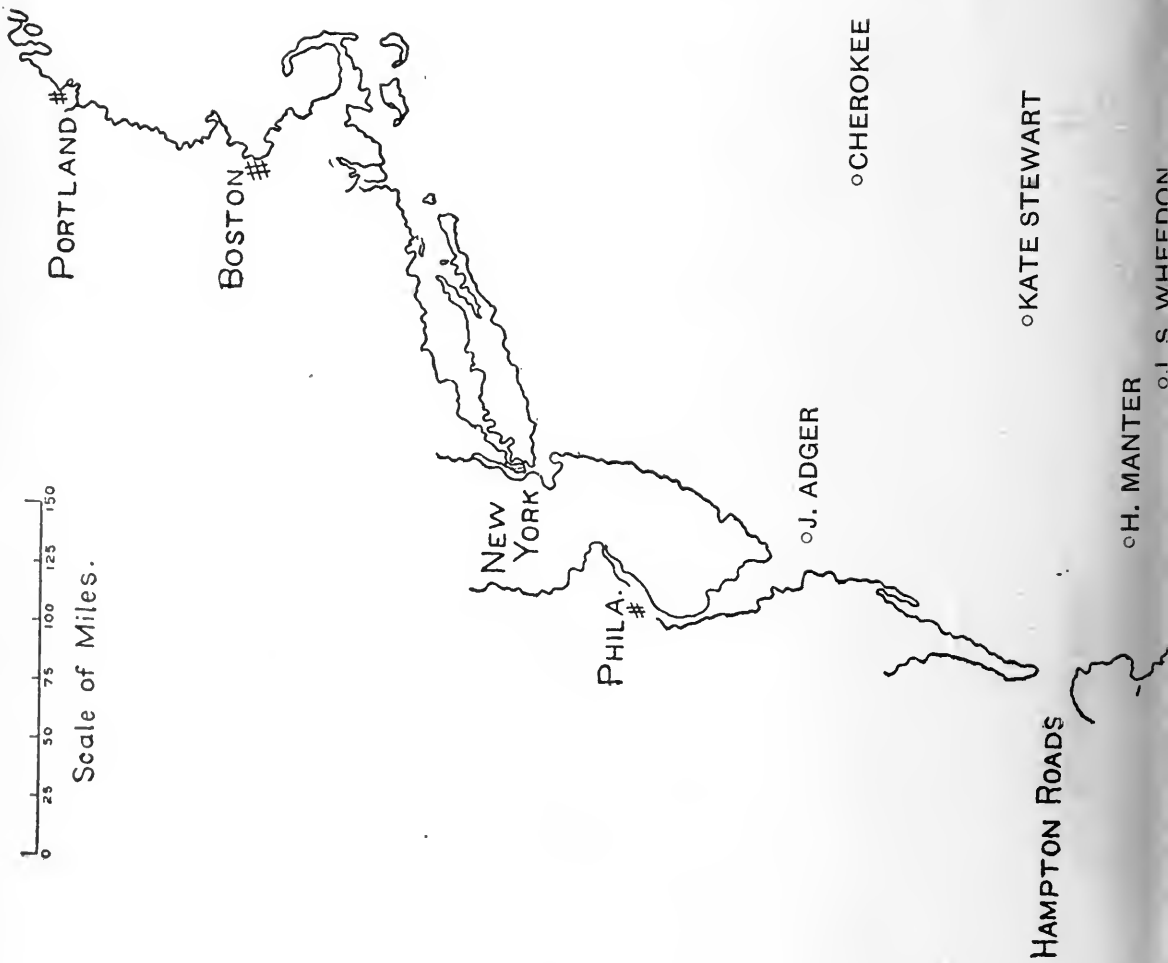 PORTLAND
BOSTON
0 25 50 75 100 125 150
Scale of Miles.
NEW
YORK
PHILA.
CHEROKEE
J. ADGER
KATE STEWART
H. MANTER
S. WHEEDON
HAMPTON ROADS